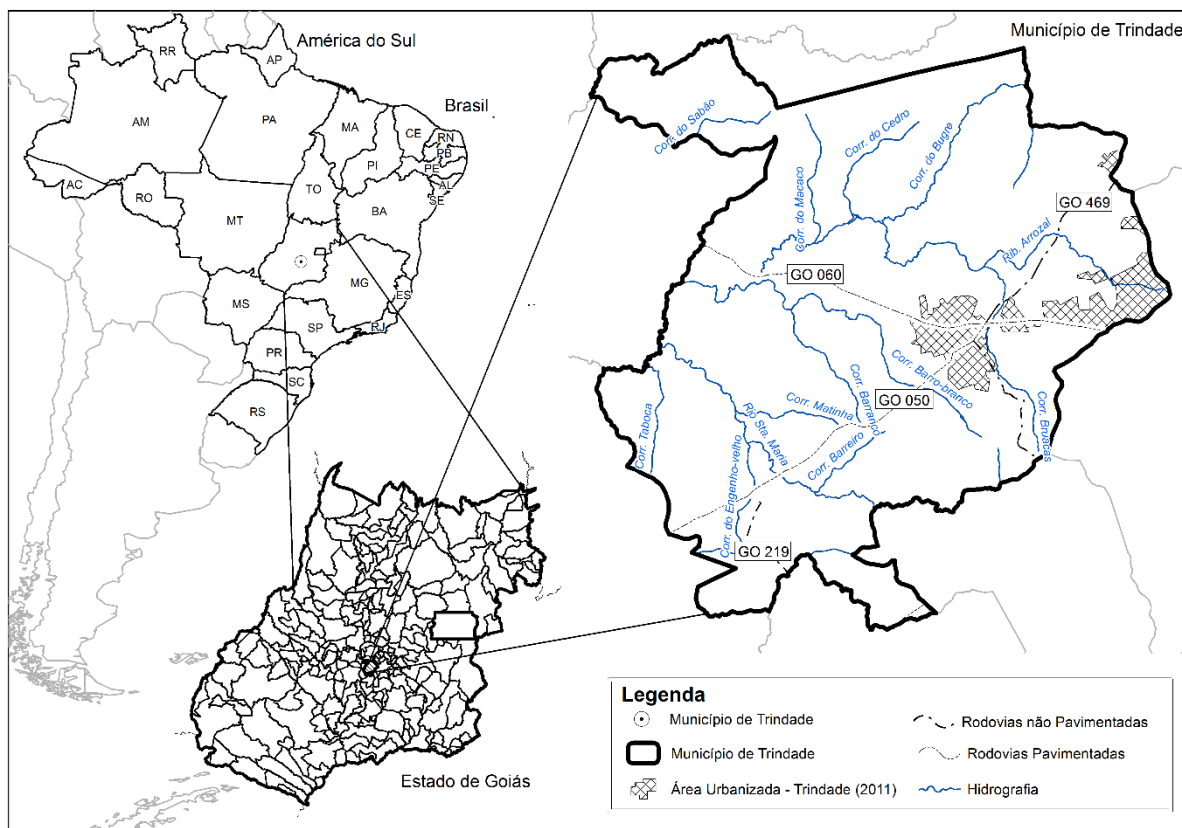 América do Sul
Brasil
RR
AP
AM
PA
MA
CE
RN
PB
PE
AL
SE
PI
AC
RO
TO
BA
MT
MG
ES
MS
SP
RJ
PR
SC
RS
Estado de Goiás
Município de Trindade
Corr. do Sabão
Corr. do Macaco
Corr. do Cedro
Corr. do Bugre
GO 469
Rib. Arrozal
GO 060
Corr. Barro-branco
Corr. Barranco
GO 050
Corr. Matinha
Rio Sta. Maria
Corr. Taboca
Corr. Barreiro
Corr. Bruacas
Corr. do Engenho-velho
GO 219
Legenda
Município de Trindade
Município de Trindade
Área Urbanizada - Trindade (2011)
Rodovias não Pavimentadas
Rodovias Pavimentadas
Hidrografia